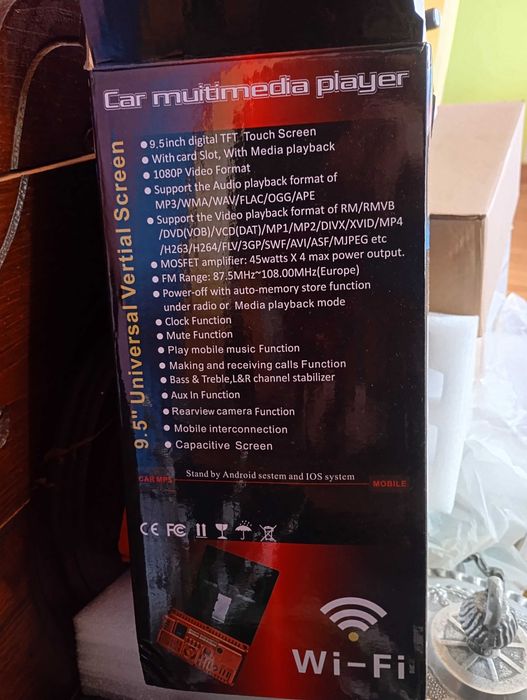 Car muitimedia player
9.5" Universal Vertial Screen
● 9.5inch digital TFT Touch Screen
● With card Slot, With Media playback
● 1080P Video Format
● Support the Audio playback format of
MP3/WMA/WAV/FLAC/OGG/APE
● Support the Video playback format of RM/RMVB
/DVD(VOB)/VCD(DAT)/MP1/MP2/DIVX/XVID/MP4
/H263/H264/FLV/3GP/SWF/AVI/ASF/MJPEG etc
● MOSFET amplifier: 45watts X 4 max power output.
● FM Range: 87.5MHz~108.00MHz(Europe)
● Power-off with auto-memory store function
under radio or Media playback mode
● Clock Function
● Mute Function
● Play mobile music Function
● Making and receiving calls Function
● Bass & Treble,L&R channel stabilizer
● Aux In Function
● Rearview camera Function
● Mobile interconnection
● Capacitive Screen
Stand by Android sestem and IOS system
CAR MP5
MOBILE
CE FC
Wi-Fi